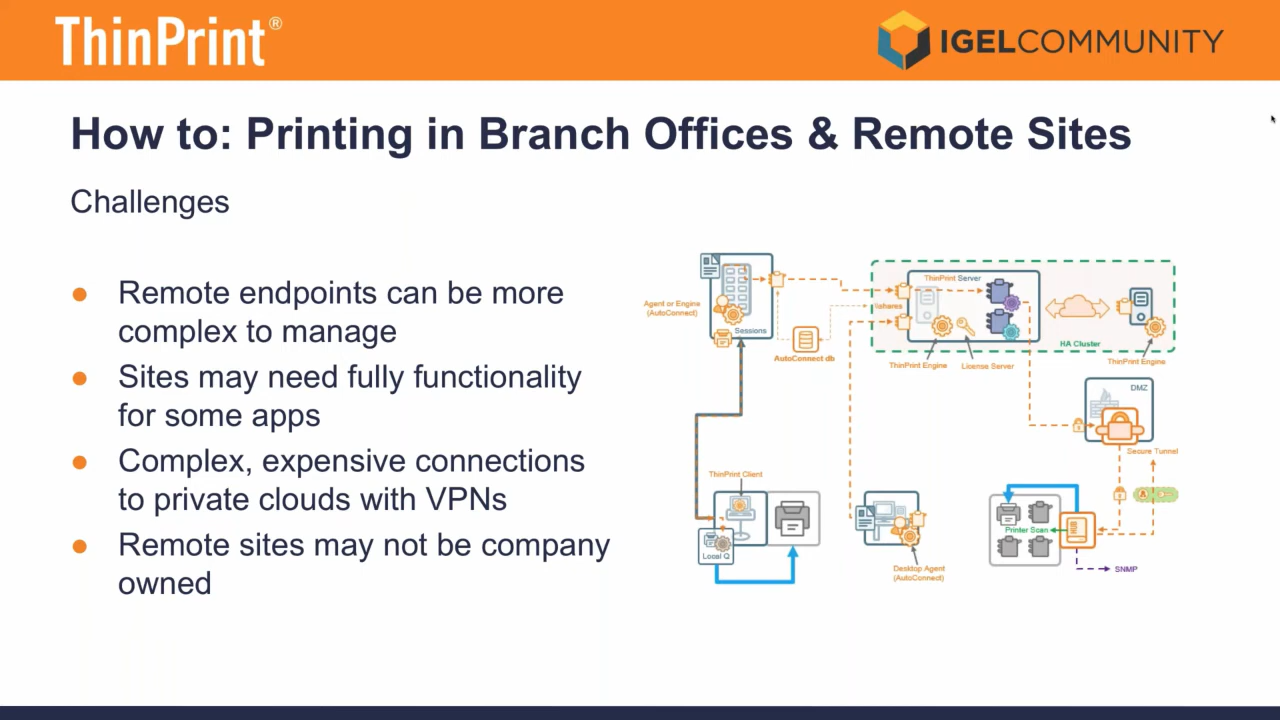 ThinPrint®
IGELCOMMUNITY
How to: Printing in Branch Offices & Remote Sites
Challenges
● Remote endpoints can be more
complex to manage
● Sites may need fully functionality
for some apps
● Complex, expensive connections
to private clouds with VPNs
● Remote sites may not be company
owned
Agent or Engine
(AutoConnect)
Sessions
AutoConnect db
\\shares
ThinPrint Server
ThinPrint Engine
License Server
HA Cluster
ThinPrint Engine
DMZ
Secure Tunnel
ThinPrint Client
Local Q
Desktop Agent
(AutoConnect)
Printer Scan
SNMP